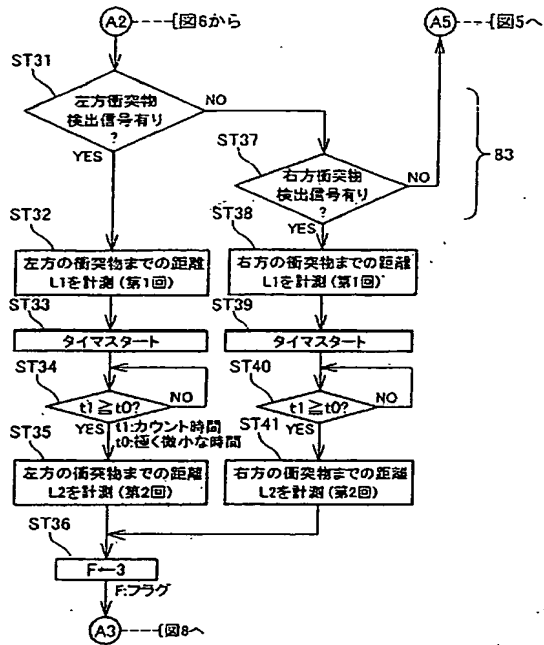 A2
図6から
A5
図5へ
ST31
左方衝突物
検出信号有り
?
NO
YES
ST37
右方衝突物
検出信号有り
?
NO
YES
83
ST32
左方の衝突物までの距離
L1を計測(第1回)
ST38
右方の衝突物までの距離
L1を計測(第1回)
ST33
タイマスタート
ST39
タイマスタート
ST34
t1≧t0?
NO
YES
t1:カウント時間
t0:極く微小な時間
ST40
t1≧t0?
NO
YES
ST35
左方の衝突物までの距離
L2を計測(第2回)
ST41
右方の衝突物までの距離
L2を計測(第2回)
ST36
F←3
F:フラグ
A3
図8へ